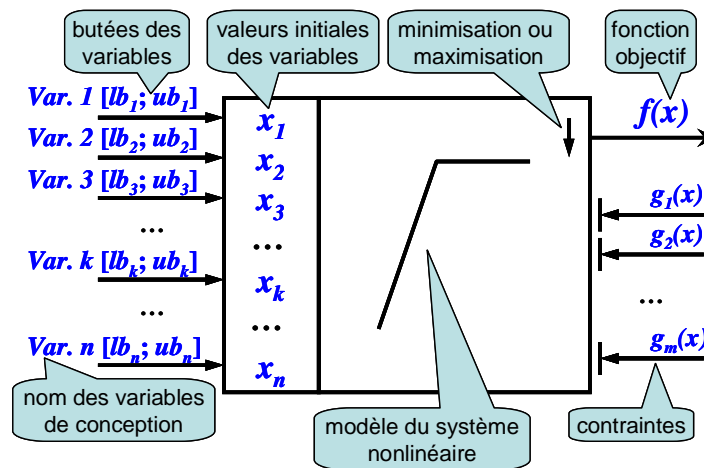 butées des
variables
valeurs initiales
des variables
minimisation ou
maximisation
fonction
objectif
Var. 1 [lb₁; ub₁]
Var. 2 [lb₂; ub₂]
Var. 3 [lb₃; ub₃]
...
Var. k [lbₖ; ubₖ]
...
Var. n [lbₙ; ubₙ]
x₁
x₂
x₃
...
xₖ
...
xₙ
f(x)
g₁(x)
g₂(x)
...
gₘ(x)
nom des variables
de conception
modèle du système
nonlinéaire
contraintes